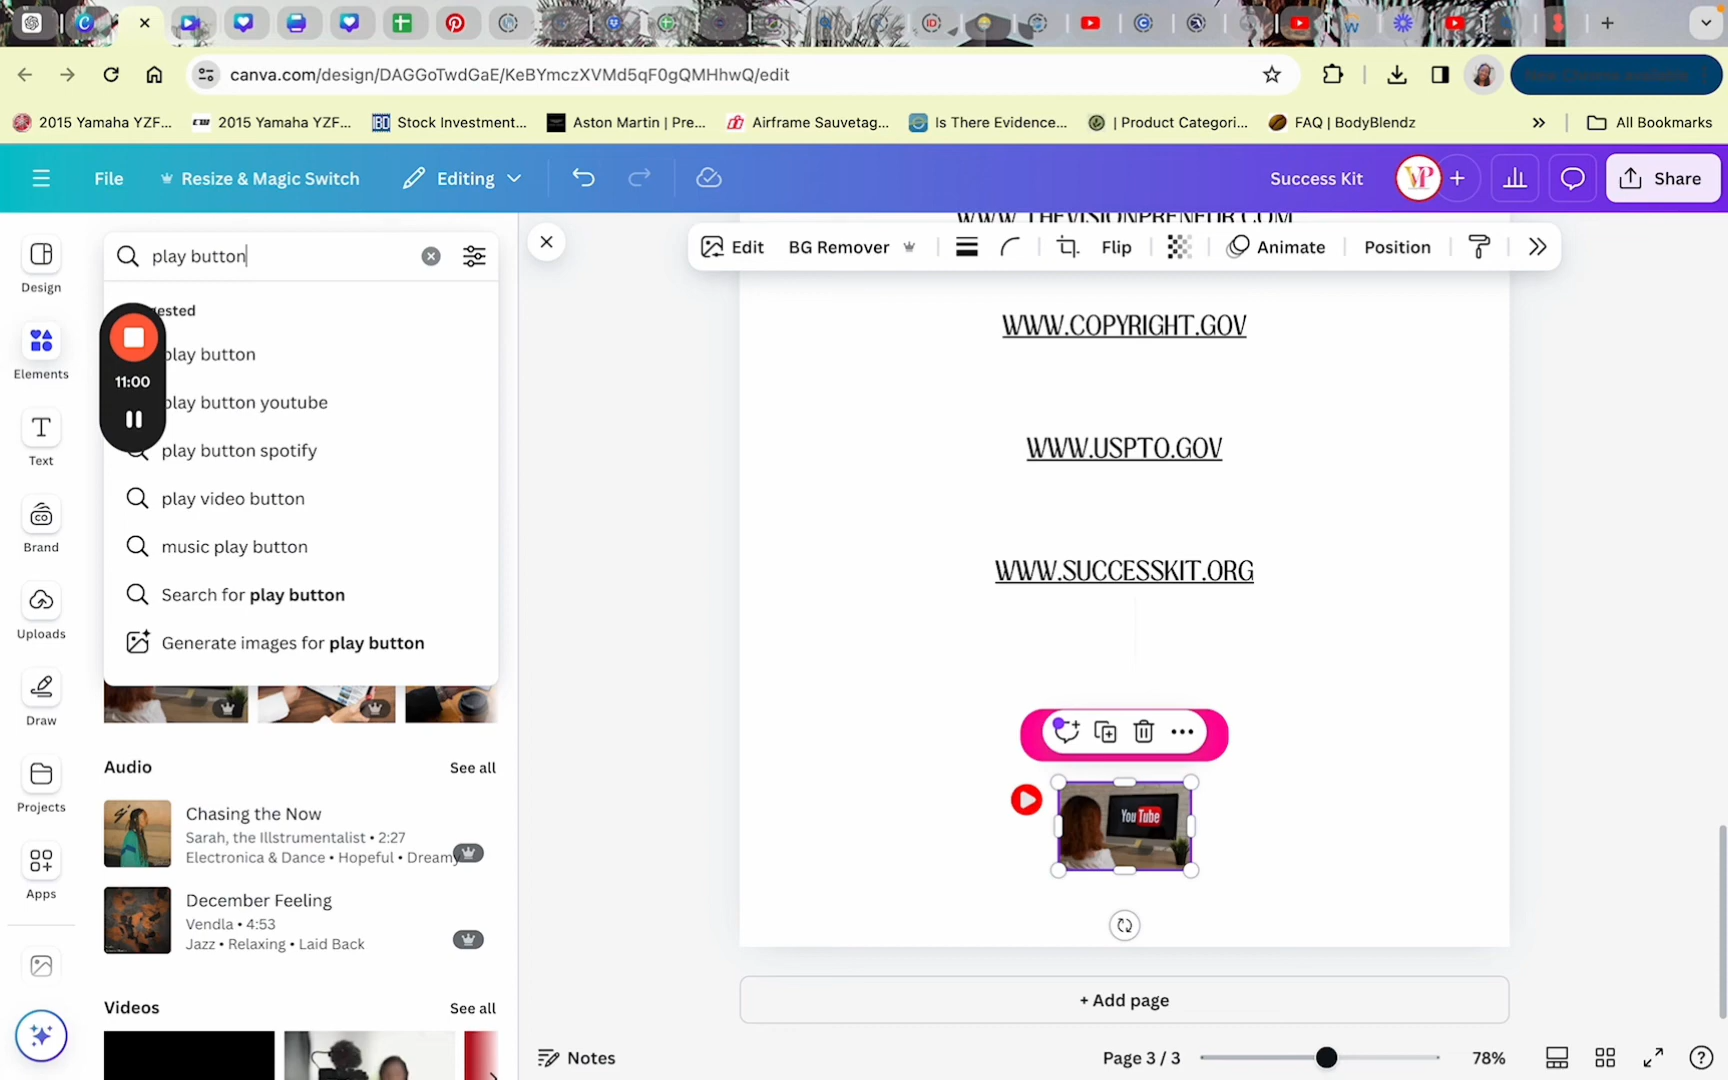 canva.com/design/DAGGoTwdGaE/KeBYmczXVMd5qF0gQMHhwQ/edit
2015 Yamaha YZF...
2015 Yamaha YZF...
Stock Investment...
Aston Martin | Pre...
Airframe Sauvetag...
Is There Evidence...
| Product Categori...
FAQ | BodyBlendz
All Bookmarks
File
Resize & Magic Switch
Editing
Success Kit
Share
Design
Elements
Text
Brand
Uploads
Draw
Projects
Apps
play button
play button
11:00
play button youtube
play button spotify
play video button
music play button
Search for play button
Generate images for play button
Audio
See all
Chasing the Now
Sarah, the Illstrumentalist • 2:27
Electronica & Dance • Hopeful • Dreamy
December Feeling
Vendla • 4:53
Jazz • Relaxing • Laid Back
Videos
See all
WWW.THEVISIONPRENEUR.COM
Edit
BG Remover
Flip
Animate
Position
WWW.COPYRIGHT.GOV
WWW.USPTO.GOV
WWW.SUCCESSKIT.ORG
YouTube
+ Add page
Notes
Page 3 / 3
78%